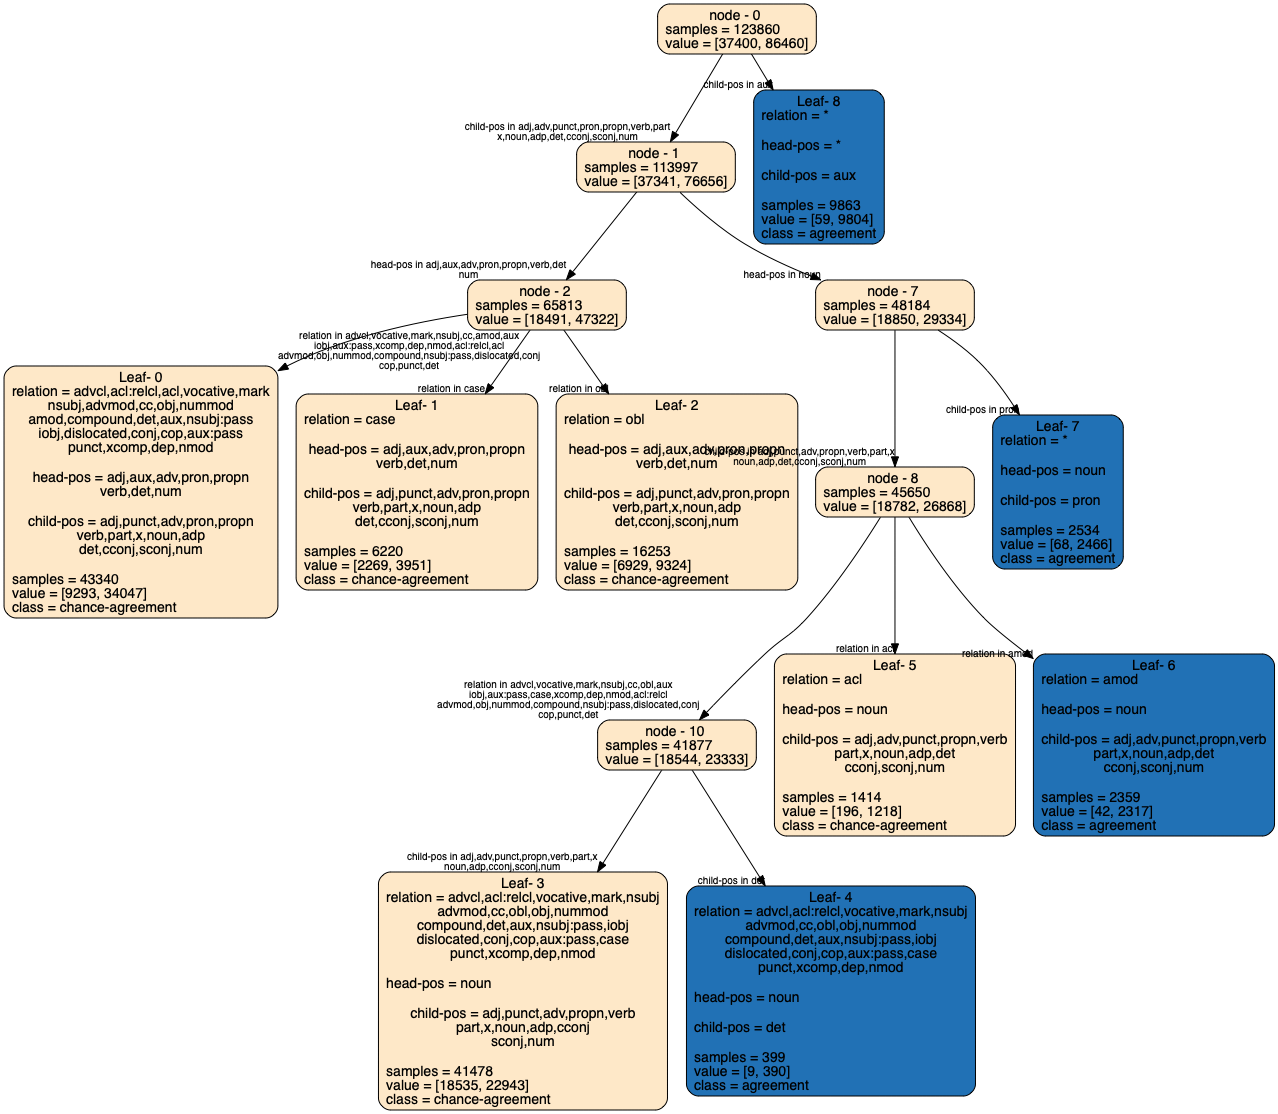 node - 0
samples = 123860
value = [37400, 86460]
child-pos in aux
Leaf- 8
relation = *
head-pos = *
child-pos = aux
samples = 9863
value = [59, 9804]
class = agreement
child-pos in adj,adv,punct,pron,propn,verb,part
x,noun,adp,det,cconj,sconj,num
node - 1
samples = 113997
value = [37341, 76656]
head-pos in adj,aux,adv,pron,propn,verb,det
num
node - 2
samples = 65813
value = [18491, 47322]
head-pos in noun
node - 7
samples = 48184
value = [18850, 29334]
relation in advcl,vocative,mark,nsubj,cc,amod,aux
iobj,aux:pass,xcomp,dep,nmod,acl:relcl,acl
advmod,obj,nummod,compound,nsubj:pass,dislocated,conj
cop,punct,det
Leaf- 0
relation = advcl,acl:relcl,acl,vocative,mark
nsubj,advmod,cc,obj,nummod
amod,compound,det,aux,nsubj:pass
iobj,dislocated,conj,cop,aux:pass
punct,xcomp,dep,nmod
head-pos = adj,aux,adv,pron,propn
verb,det,num
child-pos = adj,punct,adv,pron,propn
verb,part,x,noun,adp
det,cconj,sconj,num
samples = 43340
value = [9293, 34047]
class = chance-agreement
relation in case
Leaf- 1
relation = case
head-pos = adj,aux,adv,pron,propn
verb,det,num
child-pos = adj,punct,adv,pron,propn
verb,part,x,noun,adp
det,cconj,sconj,num
samples = 6220
value = [2269, 3951]
class = chance-agreement
relation in obl
Leaf- 2
relation = obl
head-pos = adj,aux,adv,pron,propn
verb,det,num
child-pos = adj,punct,adv,pron,propn
verb,part,x,noun,adp
det,cconj,sconj,num
samples = 16253
value = [6929, 9324]
class = chance-agreement
child-pos in adj,punct,adv,propn,verb,part,x
noun,adp,det,cconj,sconj,num
node - 8
samples = 45650
value = [18782, 26868]
child-pos in pron
Leaf- 7
relation = *
head-pos = noun
child-pos = pron
samples = 2534
value = [68, 2466]
class = agreement
relation in advcl,vocative,mark,nsubj,cc,obl,aux
iobj,aux:pass,case,xcomp,dep,nmod,acl:relcl
advmod,obj,nummod,compound,nsubj:pass,dislocated,conj
cop,punct,det
node - 10
samples = 41877
value = [18544, 23333]
relation in acl
Leaf- 5
relation = acl
head-pos = noun
child-pos = adj,adv,punct,propn,verb
part,x,noun,adp,det
cconj,sconj,num
samples = 1414
value = [196, 1218]
class = chance-agreement
relation in amod
Leaf- 6
relation = amod
head-pos = noun
child-pos = adj,adv,punct,propn,verb
part,x,noun,adp,det
cconj,sconj,num
samples = 2359
value = [42, 2317]
class = agreement
child-pos in adj,adv,punct,propn,verb,part,x
noun,adp,cconj,sconj,num
Leaf- 3
relation = advcl,acl:relcl,vocative,mark,nsubj
advmod,cc,obl,obj,nummod
compound,det,aux,nsubj:pass,iobj
dislocated,conj,cop,aux:pass,case
punct,xcomp,dep,nmod
head-pos = noun
child-pos = adj,punct,adv,propn,verb
part,x,noun,adp,cconj
sconj,num
samples = 41478
value = [18535, 22943]
class = chance-agreement
child-pos in det
Leaf- 4
relation = advcl,acl:relcl,vocative,mark,nsubj
advmod,cc,obl,obj,nummod
compound,det,aux,nsubj:pass,iobj
dislocated,conj,cop,aux:pass,case
punct,xcomp,dep,nmod
head-pos = noun
child-pos = det
samples = 399
value = [9, 390]
class = agreement